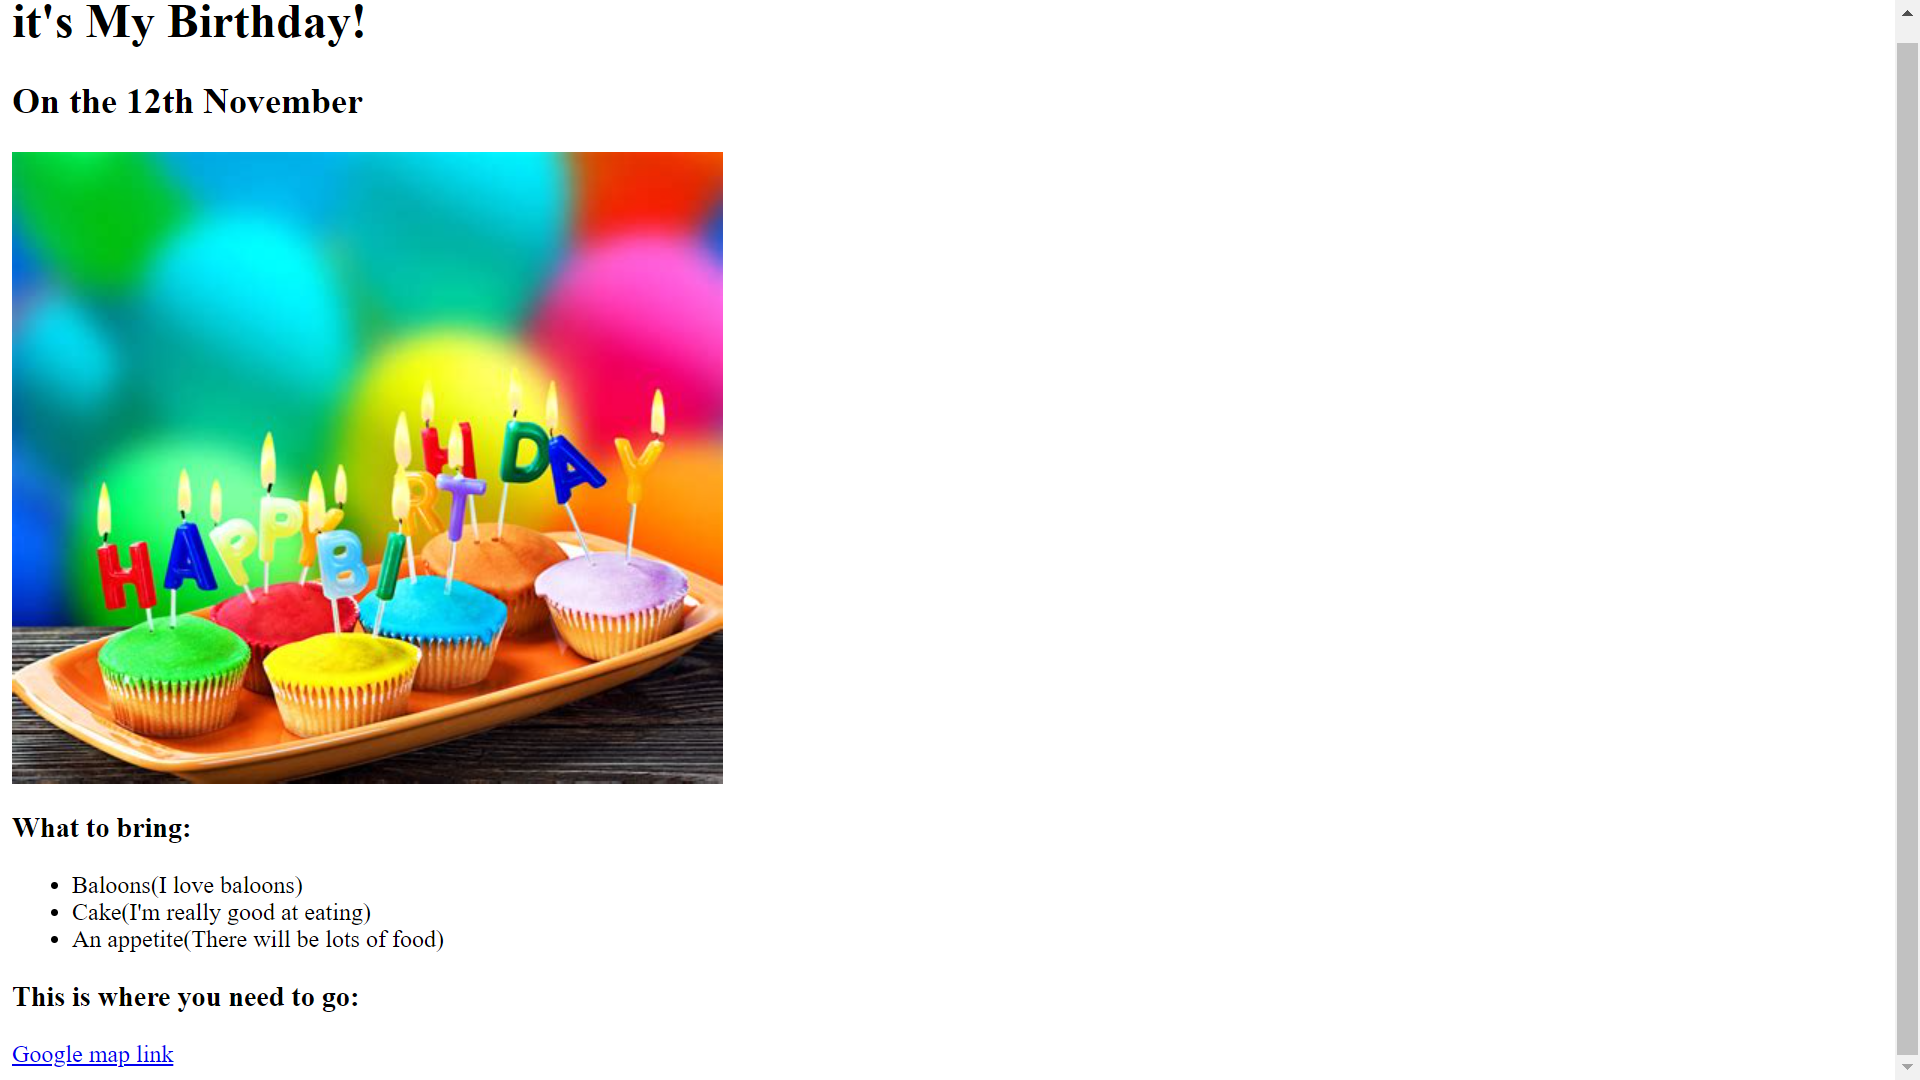 it's My Birthday!
On the 12th November
HAPPY
BIRTHDAY
What to bring:
Baloons(I love baloons)
Cake(I'm really good at eating)
An appetite(There will be lots of food)
This is where you need to go:
Google map link